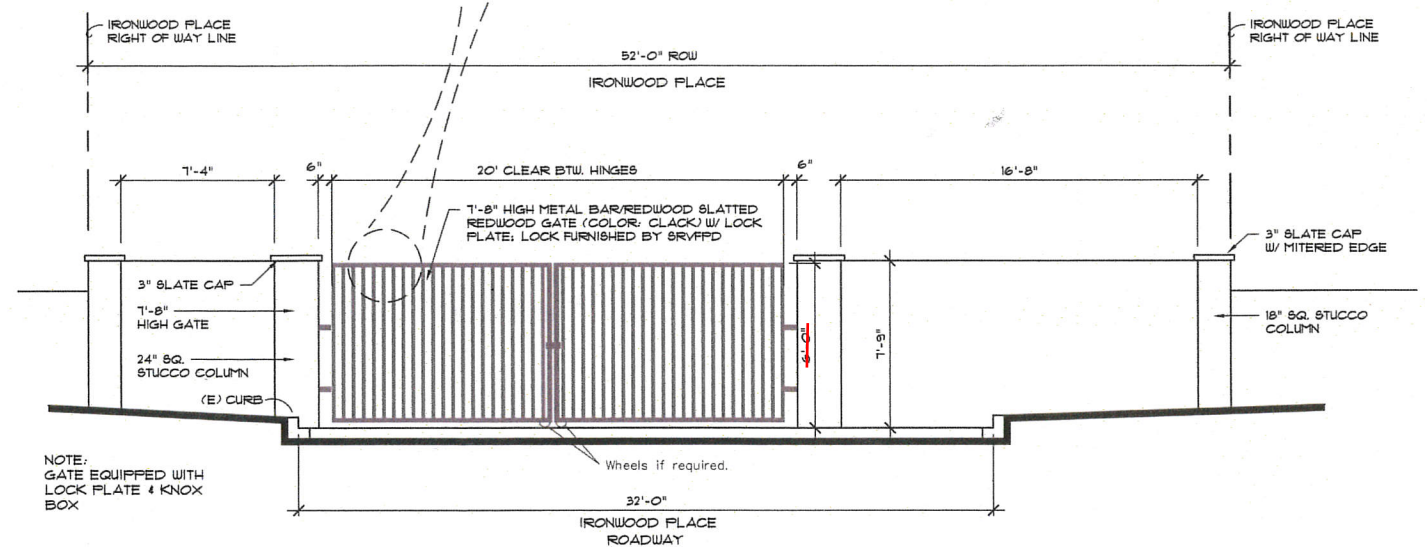 IRONWOOD PLACE
RIGHT OF WAY LINE
IRONWOOD PLACE
RIGHT OF WAY LINE
52'-0" ROW
IRONWOOD PLACE
7'-4"
6"
20' CLEAR BTW. HINGES
6"
16'-8"
7'-8" HIGH METAL BAR/REDWOOD SLATTED
REDWOOD GATE (COLOR: CLACK) W/ LOCK
PLATE; LOCK FURNISHED BY SRVFPD
3" SLATE CAP
W/ MITERED EDGE
3" SLATE CAP
7'-8"
HIGH GATE
18" SQ. STUCCO
COLUMN
6'-0"
7'-9"
24" SQ.
STUCCO COLUMN
(E) CURB
Wheels if required.
NOTE:
GATE EQUIPPED WITH
LOCK PLATE & KNOX
BOX
32'-0"
IRONWOOD PLACE
ROADWAY